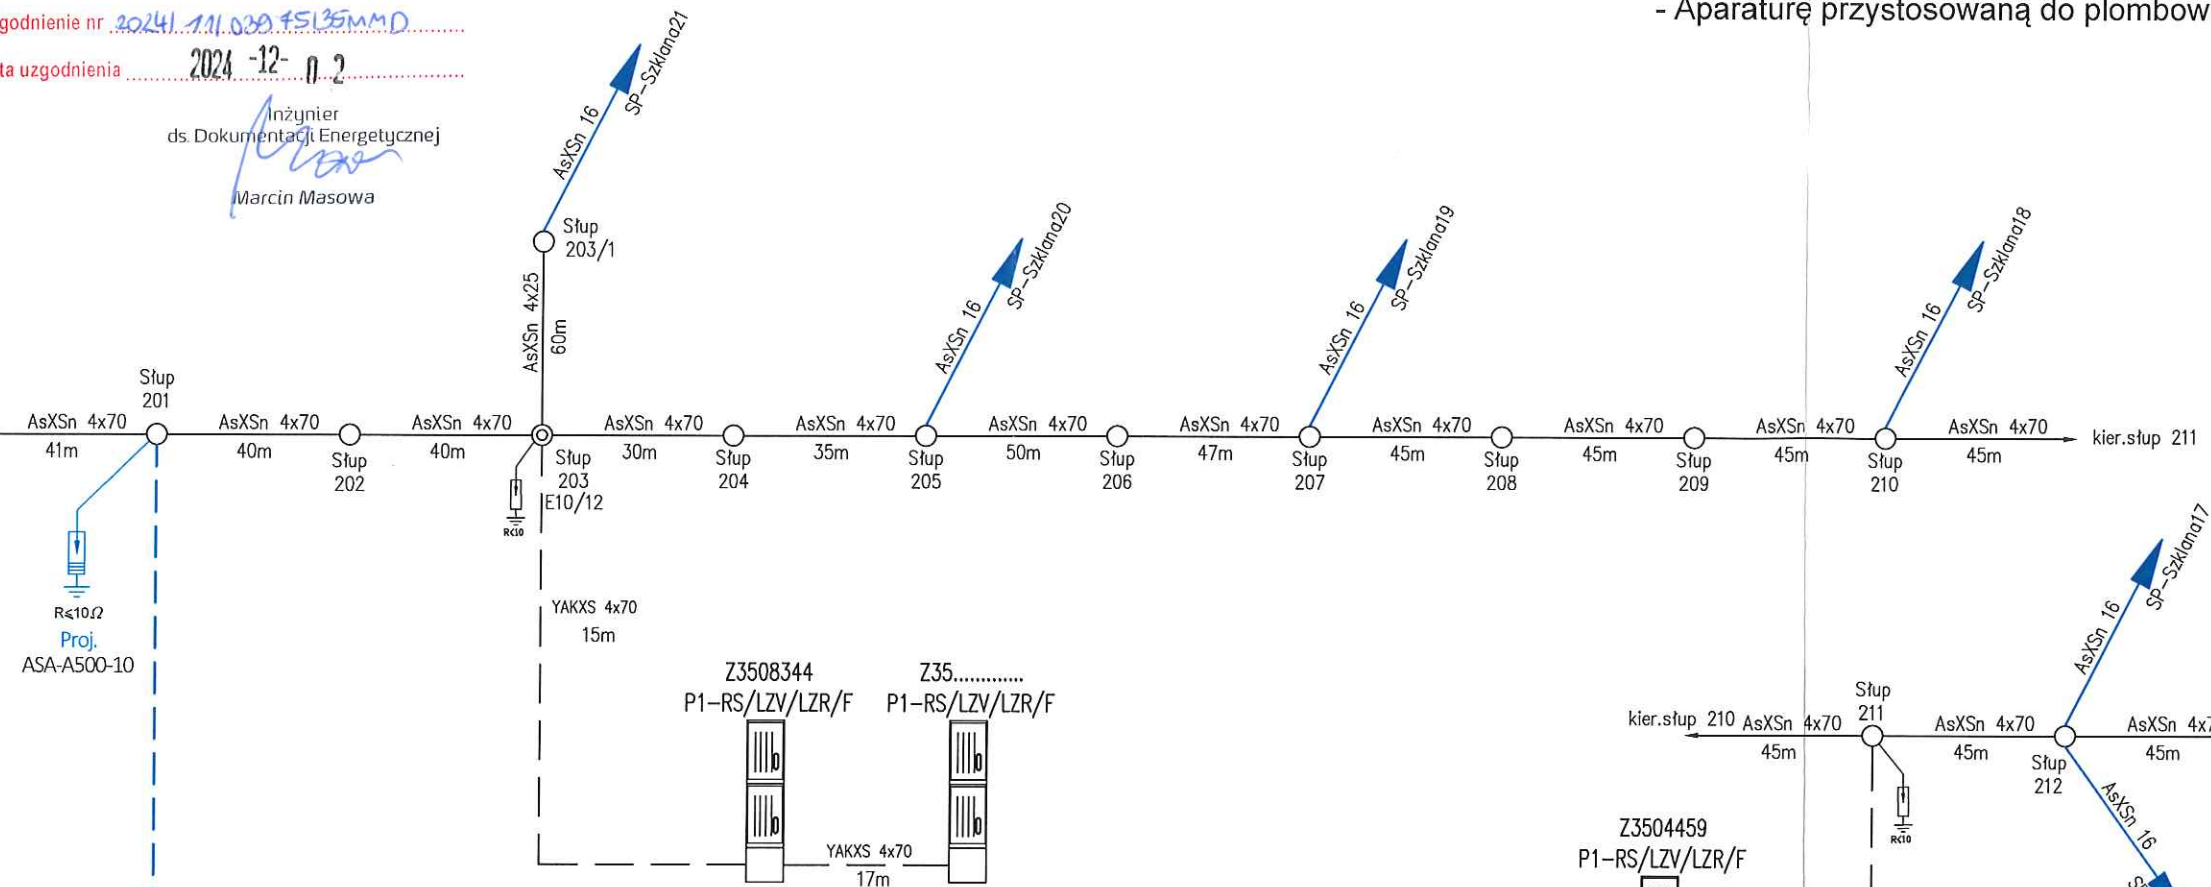 godnienie nr 2024/11/03975L35MMD
ta uzgodnienia 2024 -12- 02
Inżynier
ds. Dokumentacji Energetycznej
Marcin Masowa
- Aparaturę przystosowaną do plombow
SP-Szklana21
AsXSn 16
Słup
203/1
AsXSn 4x25
60m
SP-Szklana20
AsXSn 16
SP-Szklana19
AsXSn 16
SP-Szklana18
AsXSn 16
Słup
201
AsXSn 4x70
41m
AsXSn 4x70
40m
Słup
202
AsXSn 4x70
40m
Słup
203
E10/12
R≤10
AsXSn 4x70
30m
Słup
204
AsXSn 4x70
35m
Słup
205
AsXSn 4x70
50m
Słup
206
AsXSn 4x70
47m
Słup
207
AsXSn 4x70
45m
Słup
208
AsXSn 4x70
45m
Słup
209
AsXSn 4x70
45m
Słup
210
AsXSn 4x70
45m
kier.słup 211
R≤10Ω
Proj.
ASA-A500-10
YAKXS 4x70
15m
Z3508344
P1-RS/LZV/LZR/F
Z35.............
P1-RS/LZV/LZR/F
YAKXS 4x70
17m
SP-Szklana17
AsXSn 16
kier.słup 210
AsXSn 4x70
45m
Słup
211
AsXSn 4x70
45m
Słup
212
AsXSn 4x7
45m
R≤10
AsXSn 16
Z3504459
P1-RS/LZV/LZR/F